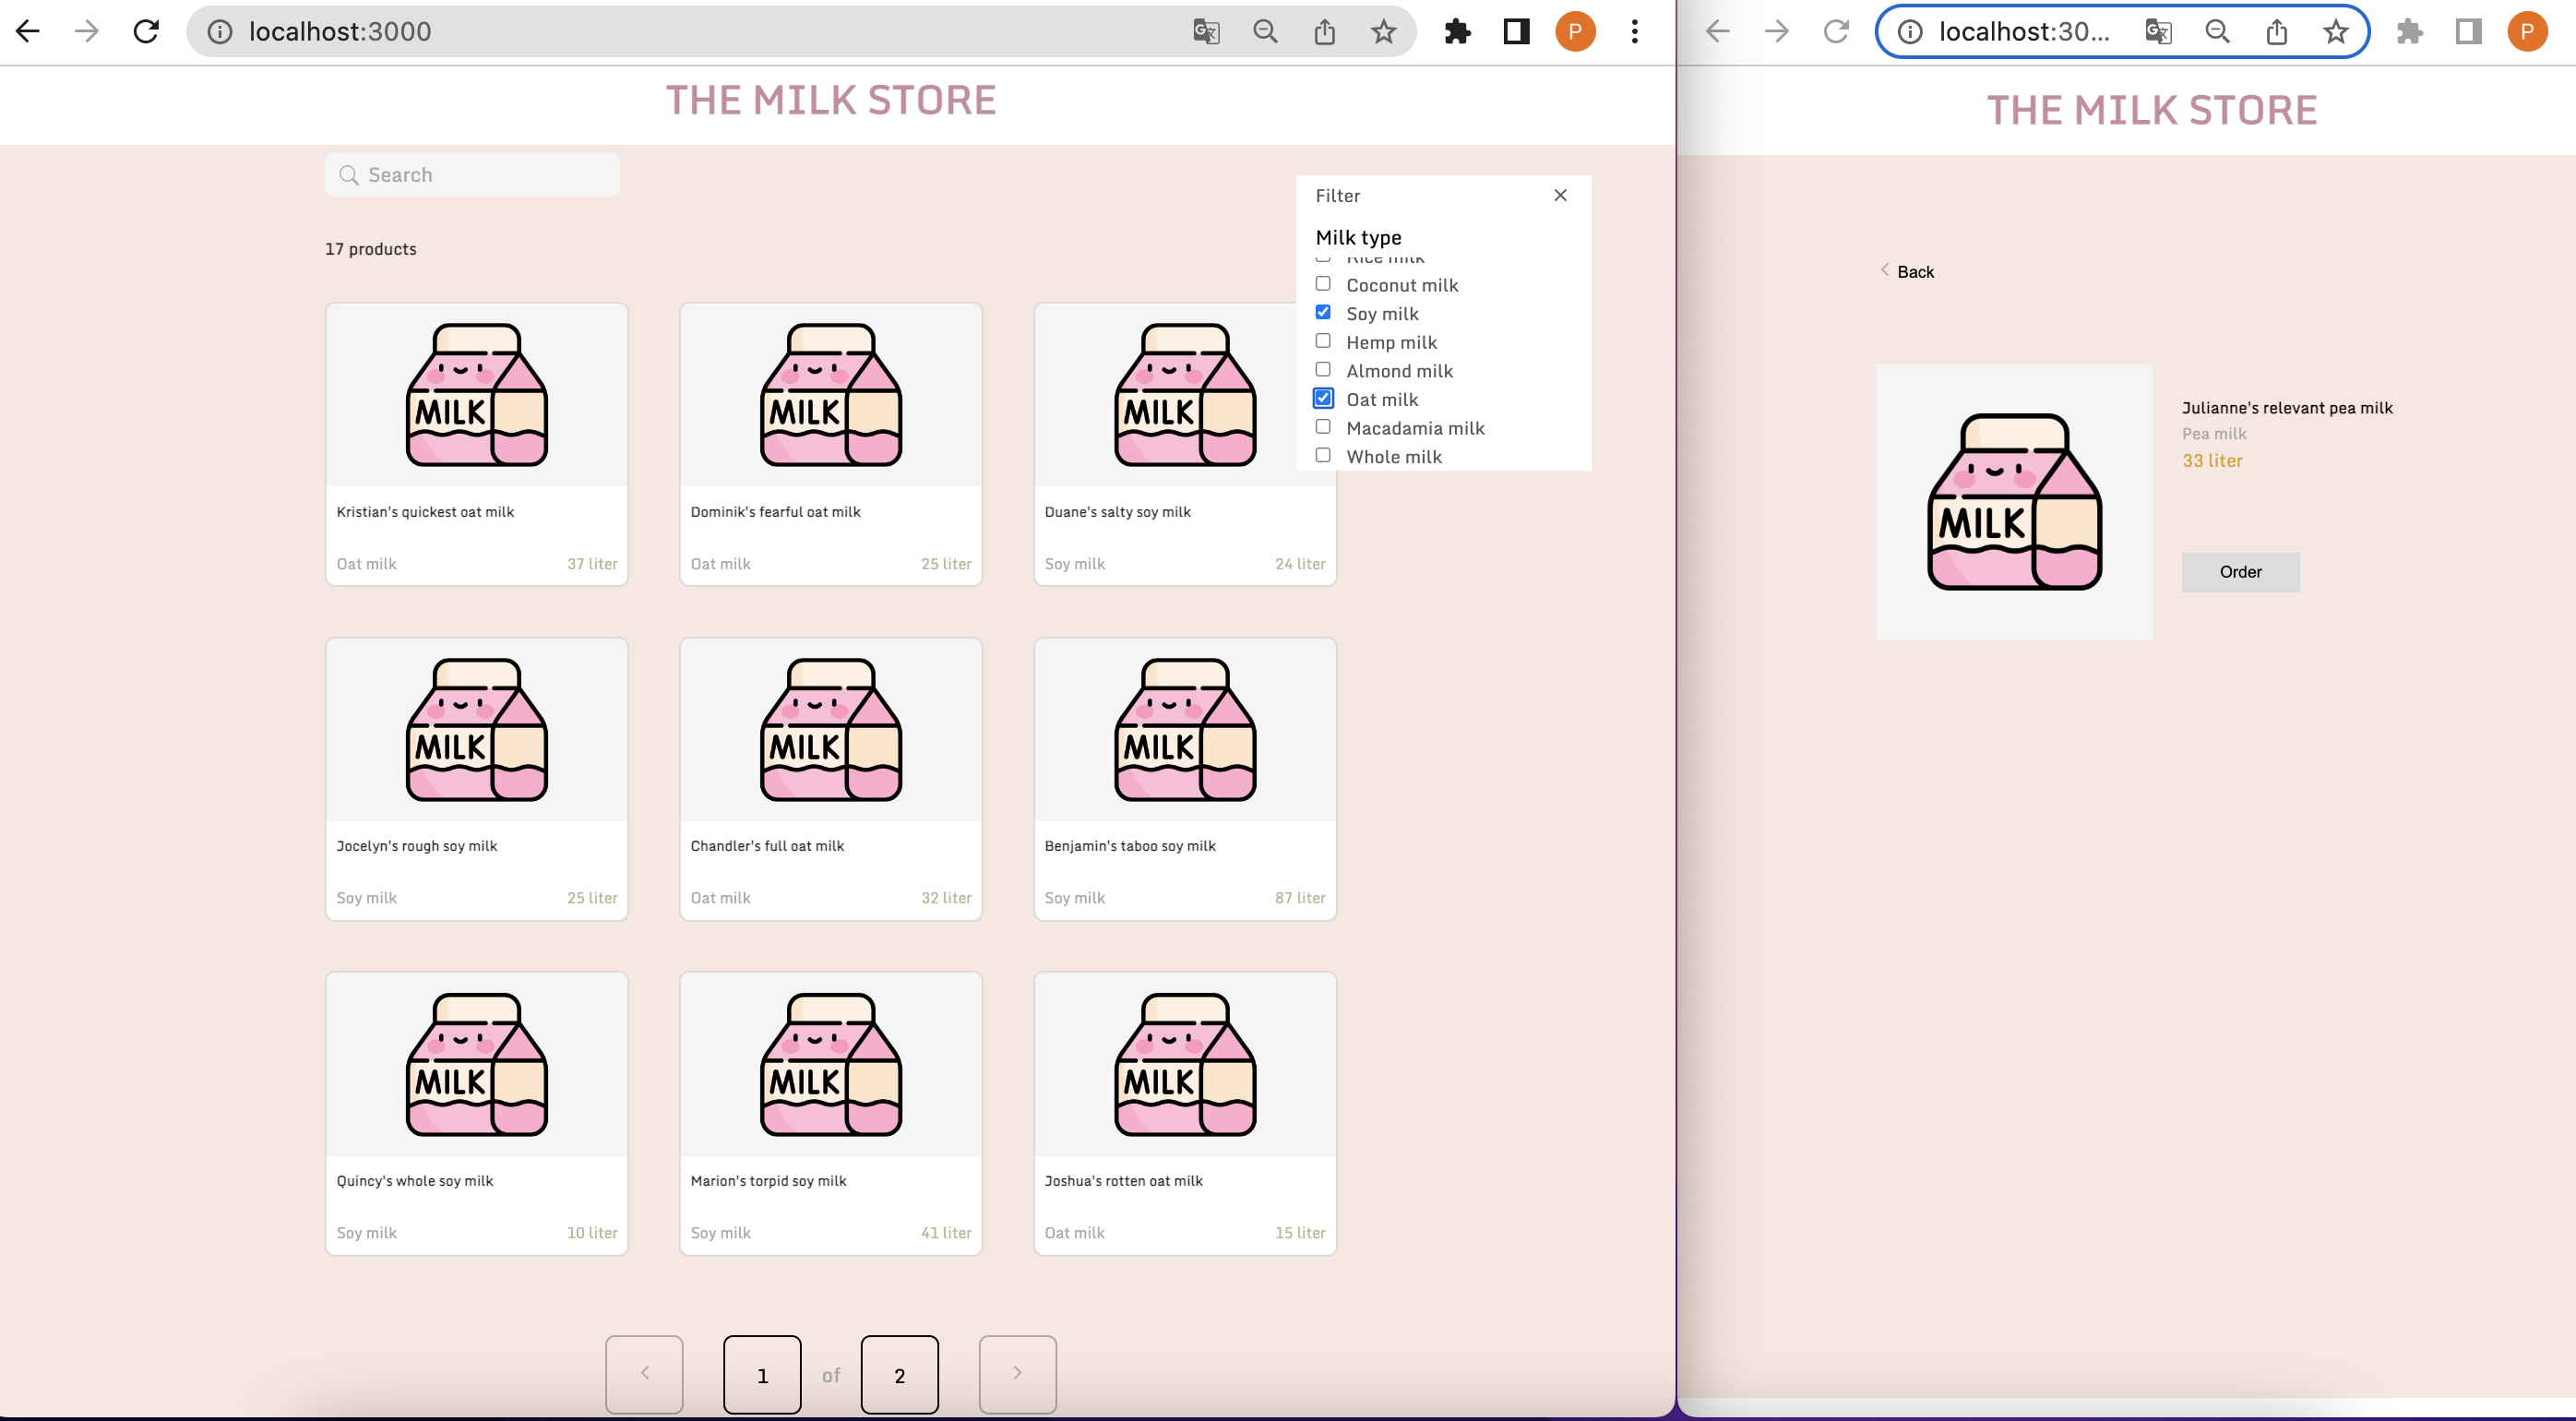 localhost:3000
P
THE MILK STORE
Search
17 products
Filter
Milk type
Rice milk
Coconut milk
Soy milk
Hemp milk
Almond milk
Oat milk
Macadamia milk
Whole milk
MILK
MILK
MILK
Kristian's quickest oat milk
Oat milk
37 liter
Dominik's fearful oat milk
Oat milk
25 liter
Duane's salty soy milk
Soy milk
24 liter
MILK
MILK
MILK
Jocelyn's rough soy milk
Soy milk
25 liter
Chandler's full oat milk
Oat milk
32 liter
Benjamin's taboo soy milk
Soy milk
87 liter
MILK
MILK
MILK
Quincy's whole soy milk
Soy milk
10 liter
Marion's torpid soy milk
Soy milk
41 liter
Joshua's rotten oat milk
Oat milk
15 liter
1 of 2
localhost:30...
P
THE MILK STORE
Back
MILK
Julianne's relevant pea milk
Pea milk
33 liter
Order